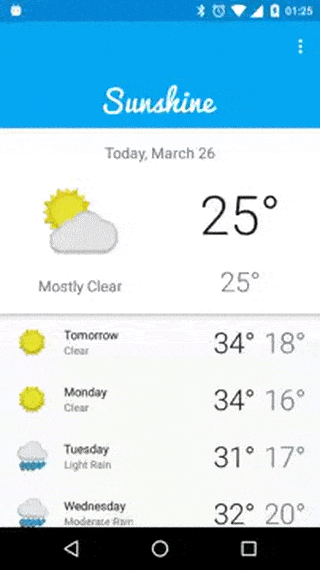 01:25
Sunshine
Today, March 26
25°
Mostly Clear 25°
Tomorrow
Clear
34° 18°
Monday
Clear
34° 16°
Tuesday
Light Rain
31° 17°
Wednesday
Moderate Rain
32° 20°